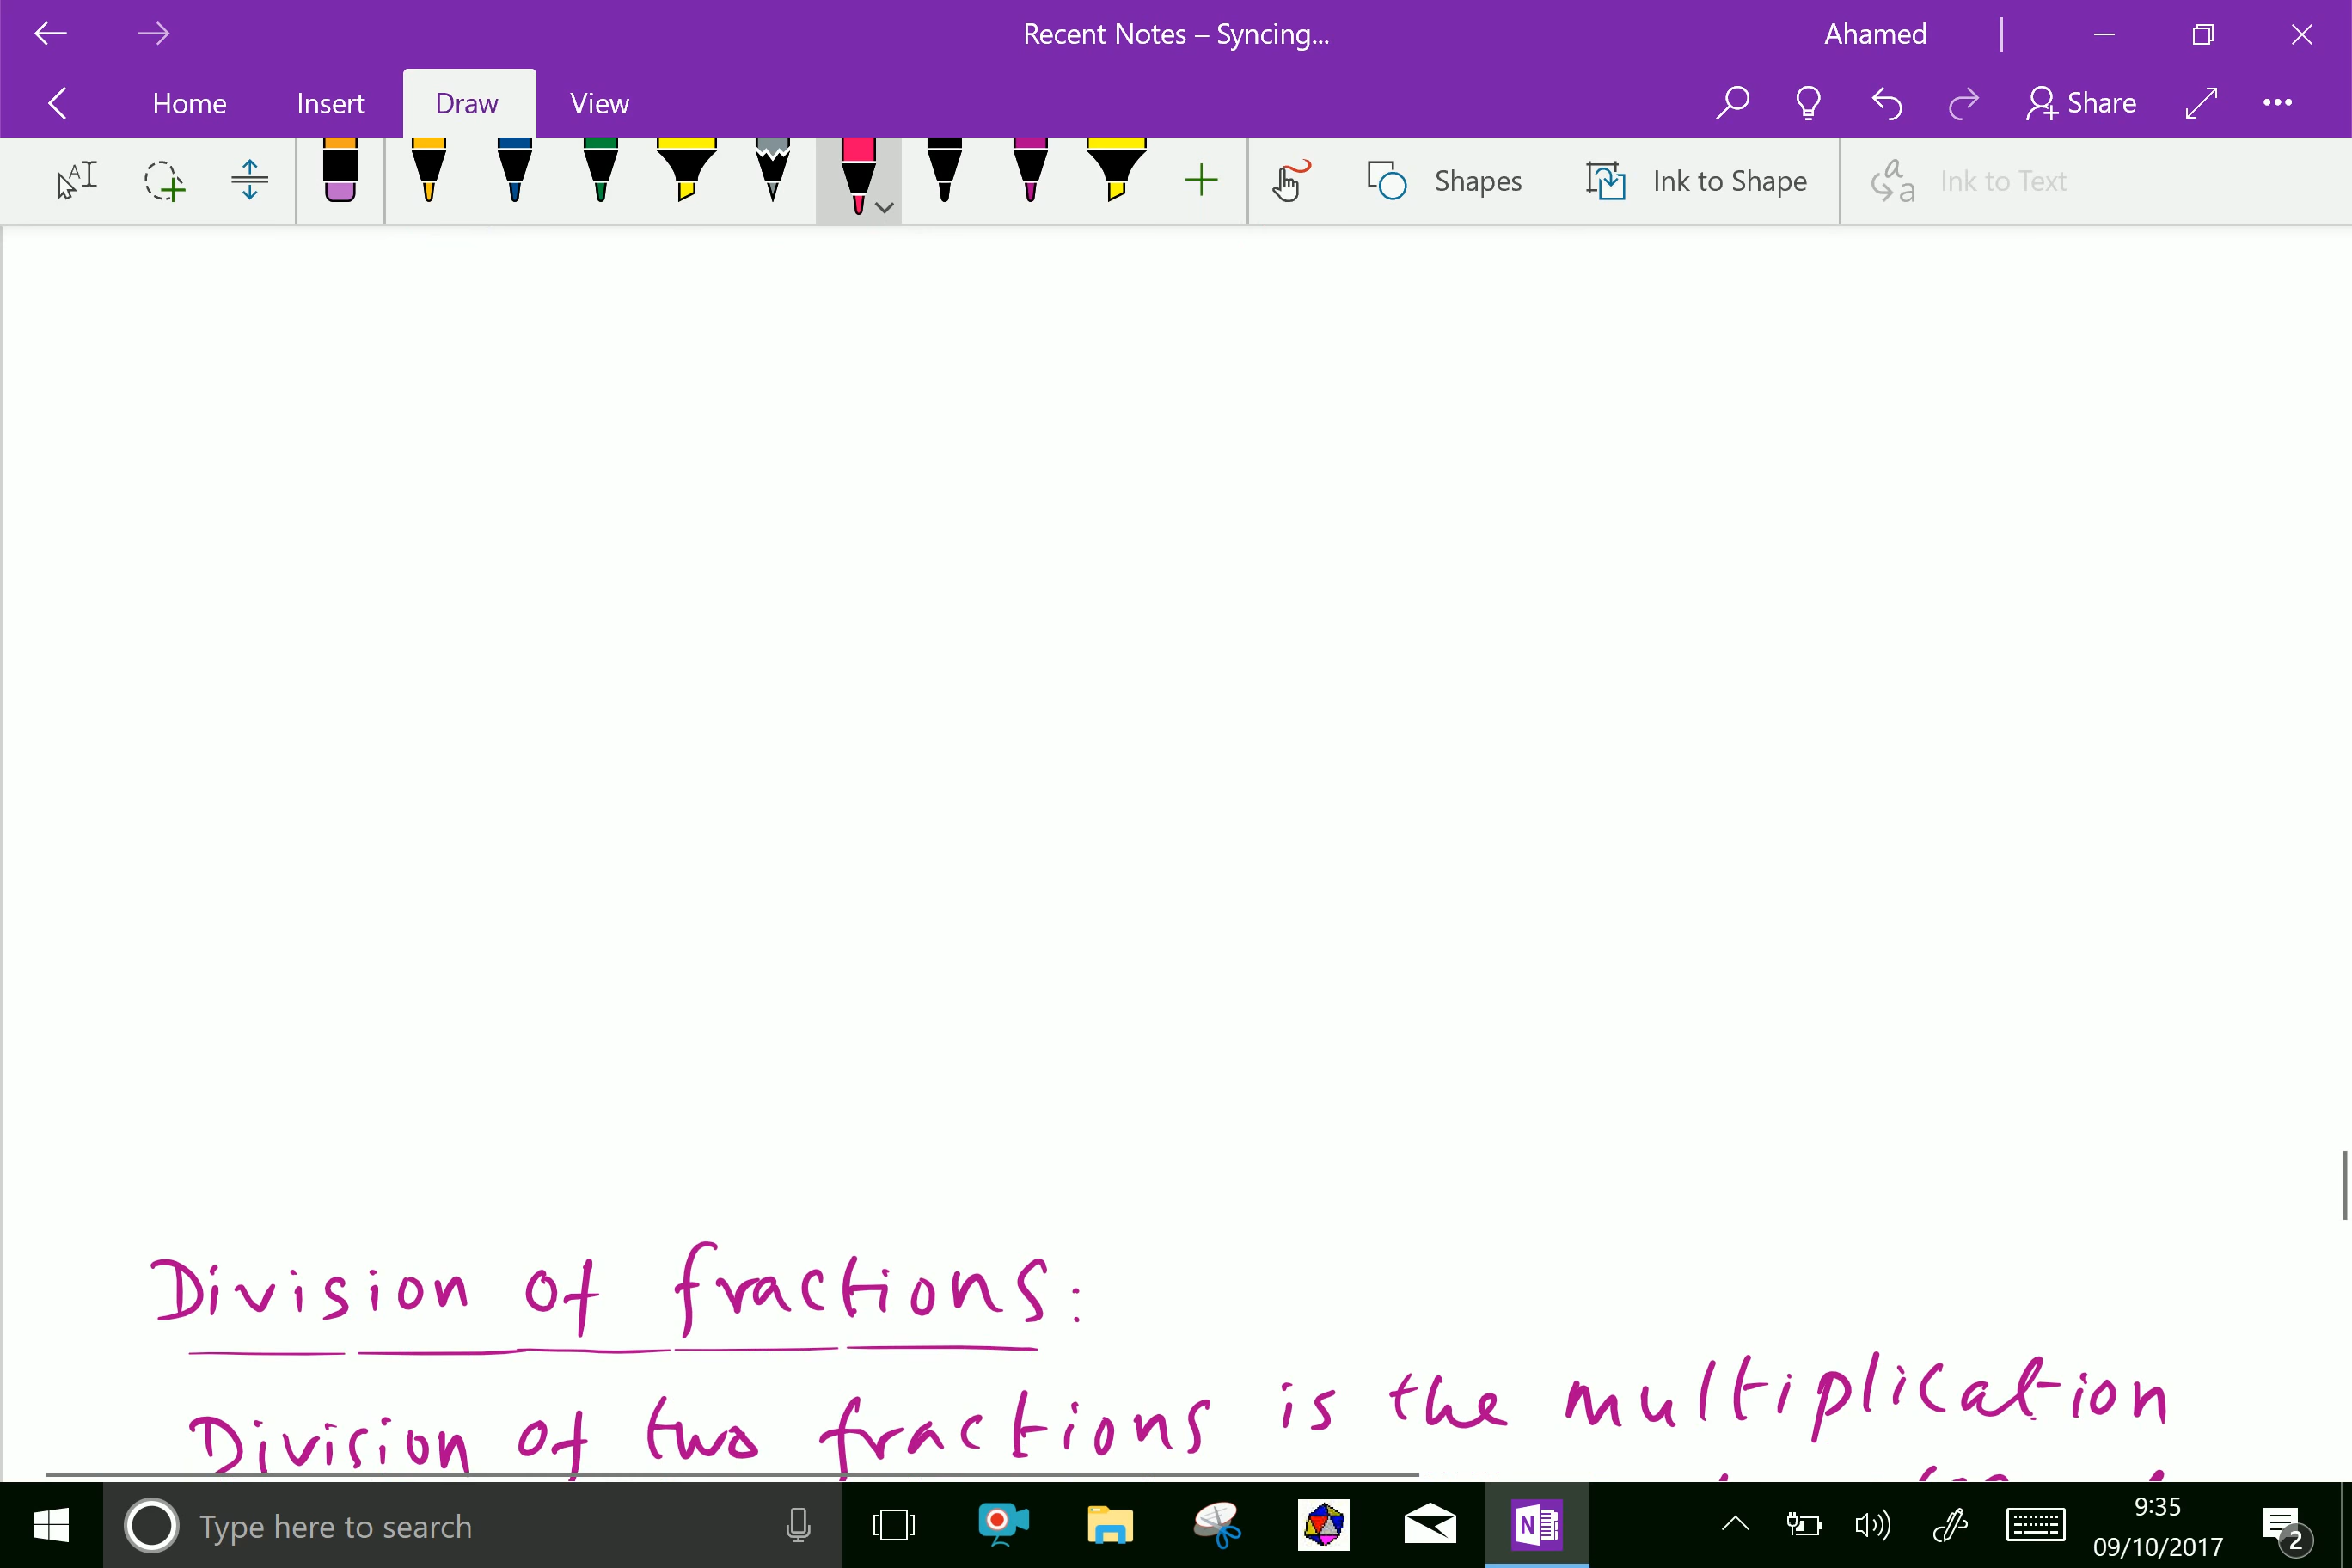 Recent Notes – Syncing...
Ahamed
Home Insert Draw View
Share
Shapes Ink to Shape Ink to Text
Division of fractions:
Division of two fractions is the multiplication
Type here to search
N
9:35
09/10/2017
2